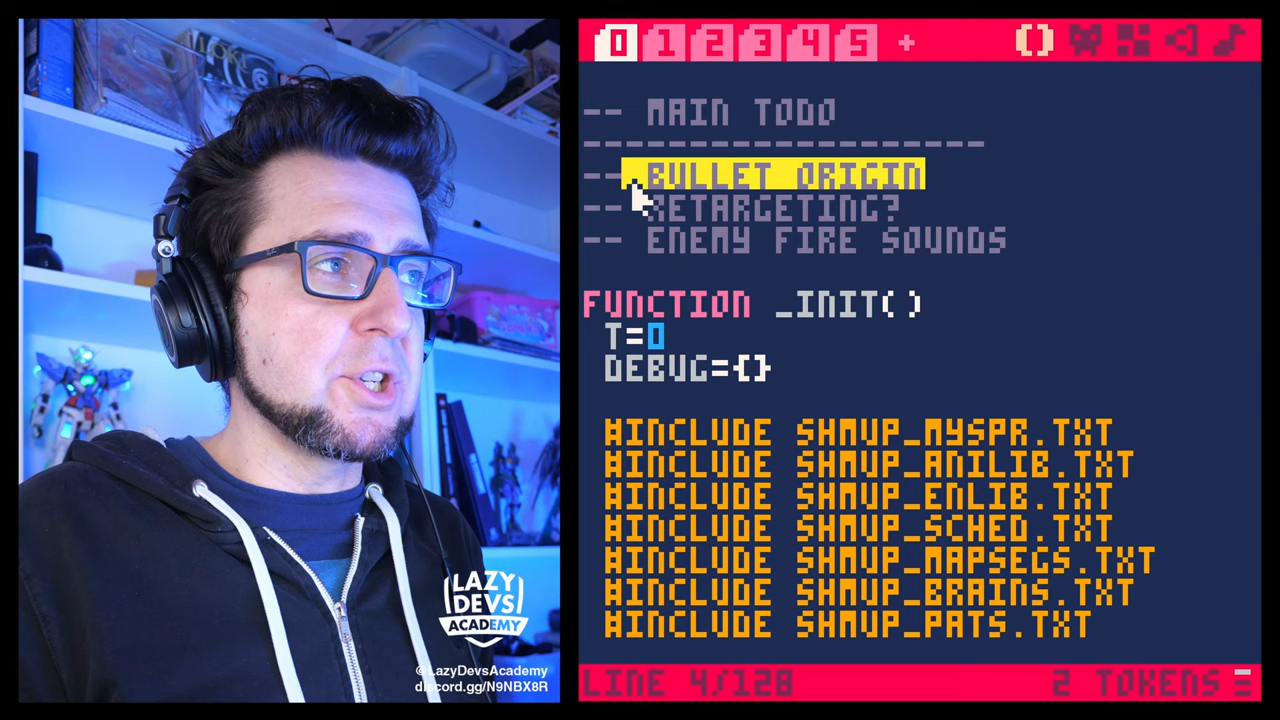 LOKI
LAZY
DEVS
ACADEMY
@LazyDevsAcademy
discord.gg/N9NBX8R
0 1 2 3 4 5 +
-- MAIN TODO
-------------------
-- BULLET ORIGIN
-- RETARGETING?
-- ENEMY FIRE SOUNDS
FUNCTION _INIT()
T=0
DEBUG={}
#INCLUDE SHMUP_MYSPR.TXT
#INCLUDE SHMUP_ANILIB.TXT
#INCLUDE SHMUP_ENLIB.TXT
#INCLUDE SHMUP_SCHED.TXT
#INCLUDE SHMUP_MAPSEGS.TXT
#INCLUDE SHMUP_BRAINS.TXT
#INCLUDE SHMUP_PATS.TXT
LINE 4/128
2 TOKENS